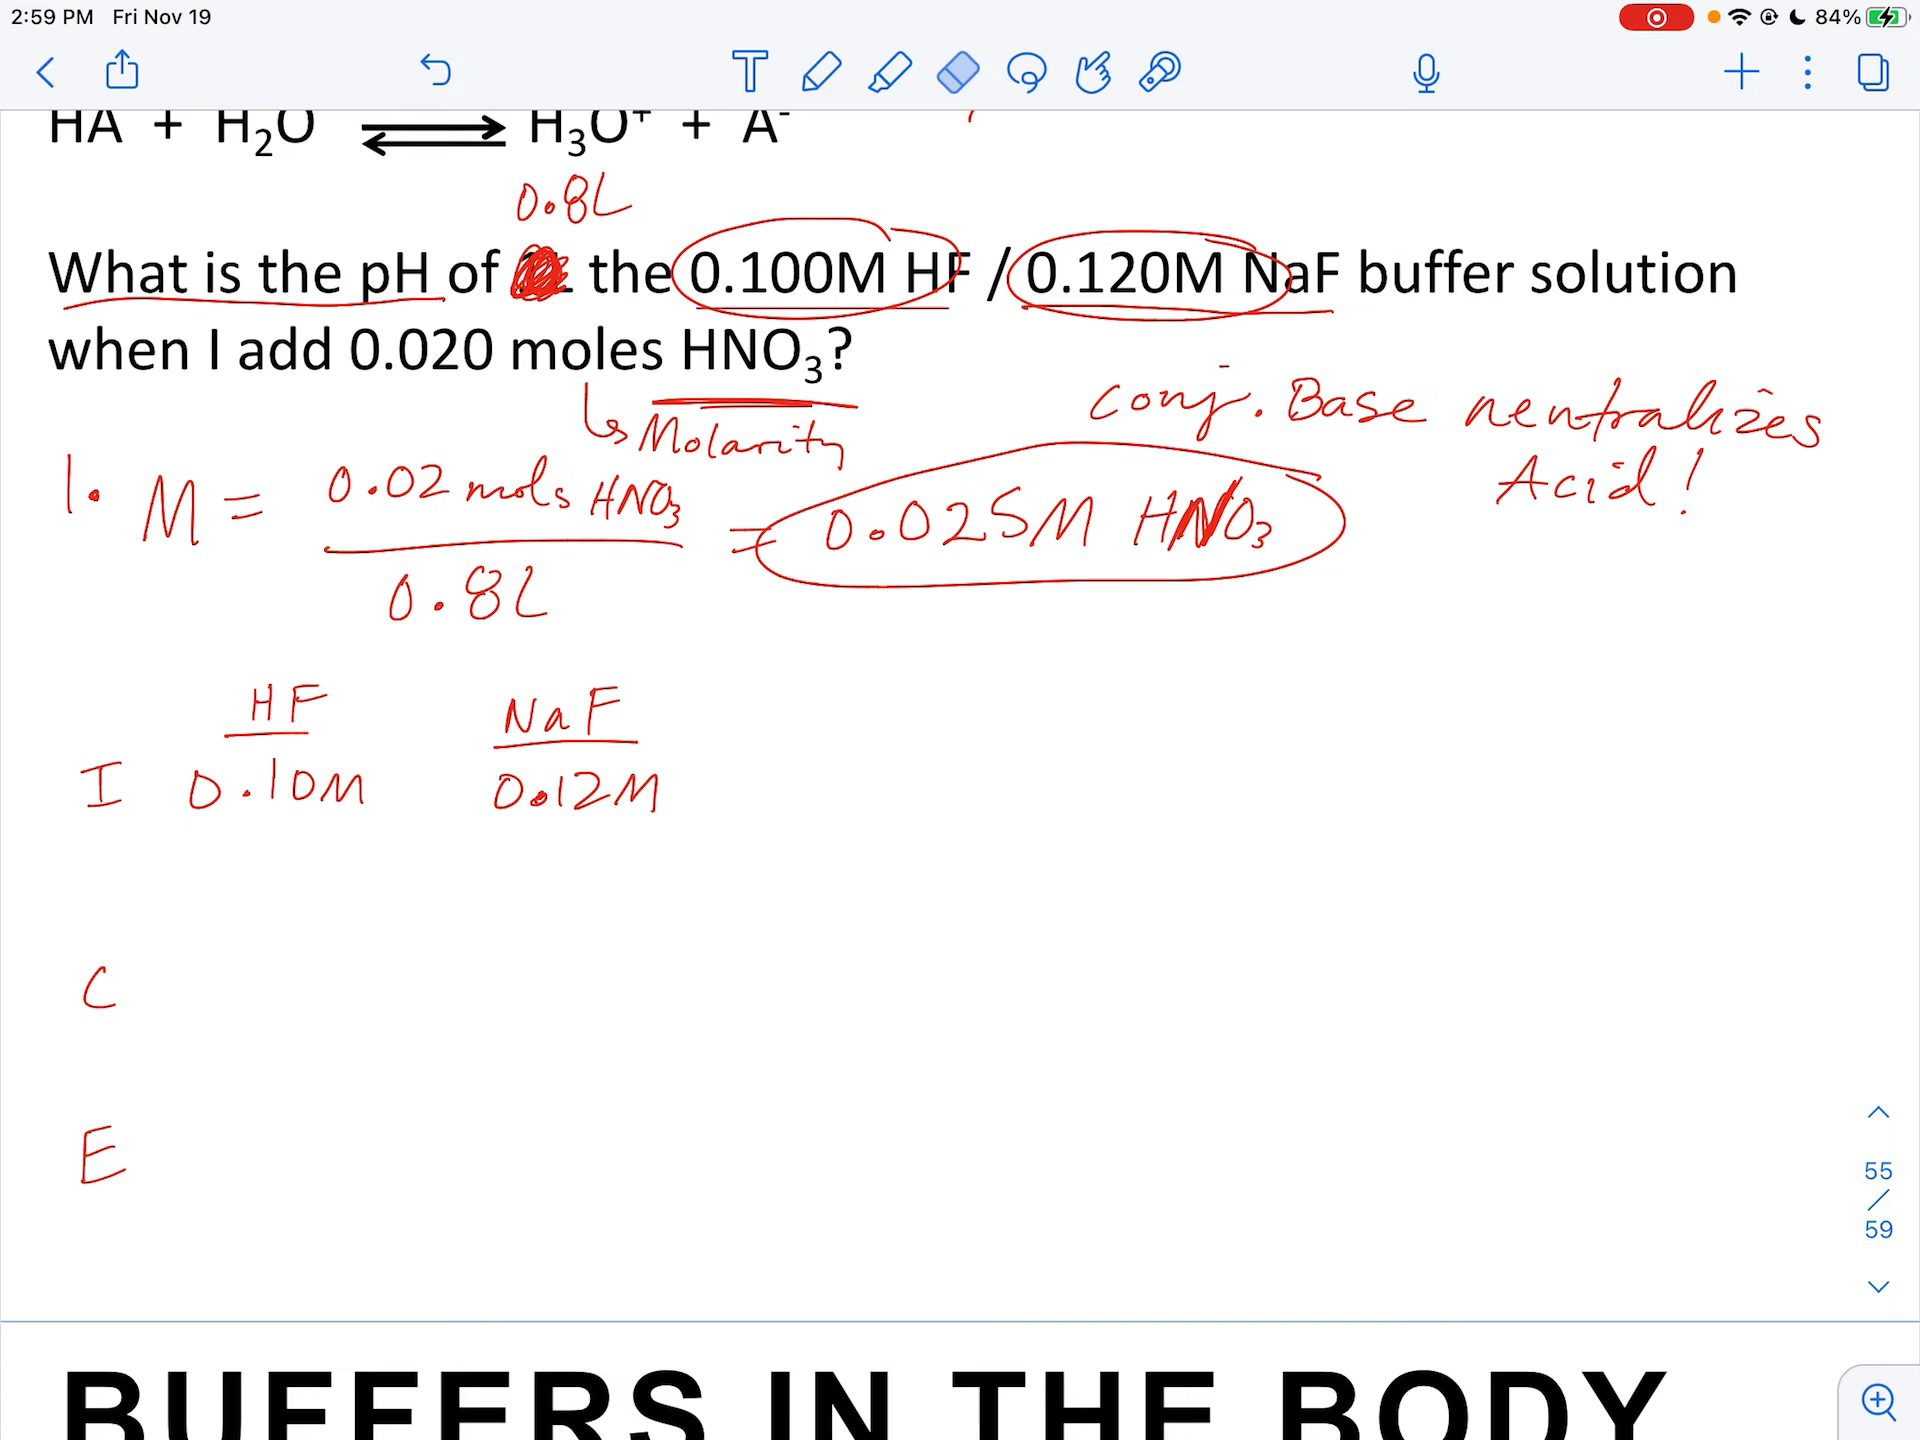 2:59 PM Fri Nov 19 84%
T
HA + H₂O ⇌ H₃O⁺ + A⁻
0.8L
What is the pH of the 0.100M HF / 0.120M NaF buffer solution
when I add 0.020 moles HNO₃?
↳ Molarity
conj. Base neutralizes
Acid!
1. M = 0.02 mols HNO₃ / 0.8L = 0.025M HNO₃
HF NaF
I 0.10M 0.12M
C
E
55
/
59
BUFFERS IN THE BODY